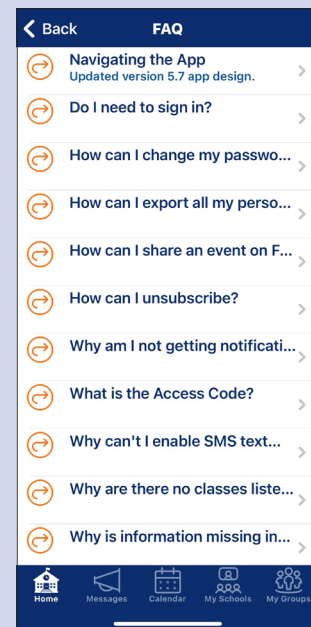 Back FAQ
Navigating the App
Updated version 5.7 app design.
Do I need to sign in?
How can I change my passwo...
How can I export all my perso...
How can I share an event on F...
How can I unsubscribe?
Why am I not getting notificati...
What is the Access Code?
Why can't I enable SMS text...
Why are there no classes liste...
Why is information missing in...
Home Messages Calendar My Schools My Groups